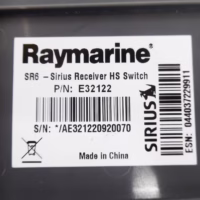 Raymarine®
SR6 – Sirius Receiver HS Switch
P/N: E32122
S/N: */AE321220920070
Made in China
SIRIUS
ESN: 044037229911